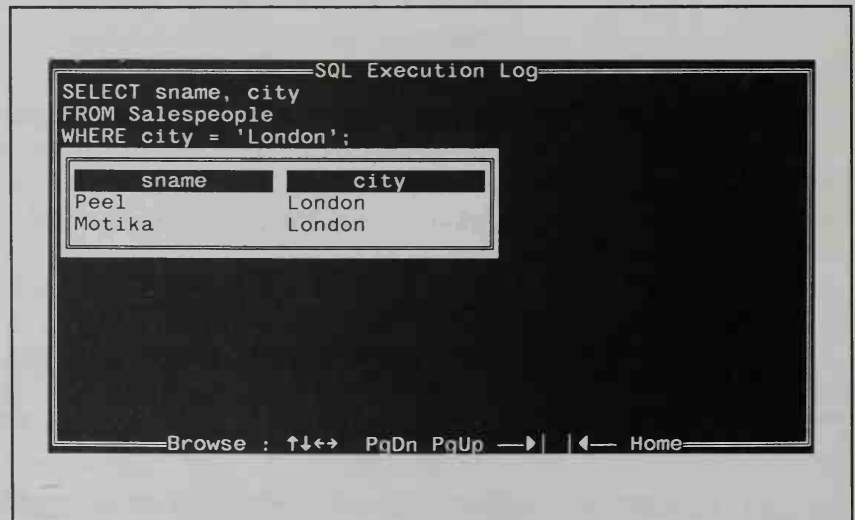 SQL Execution Log
SELECT sname, city
FROM Salespeople
WHERE city = 'London';
sname city
Peel London
Motika London
Browse : ↑↓←→ PgDn PgUp —▶| |◀— Home